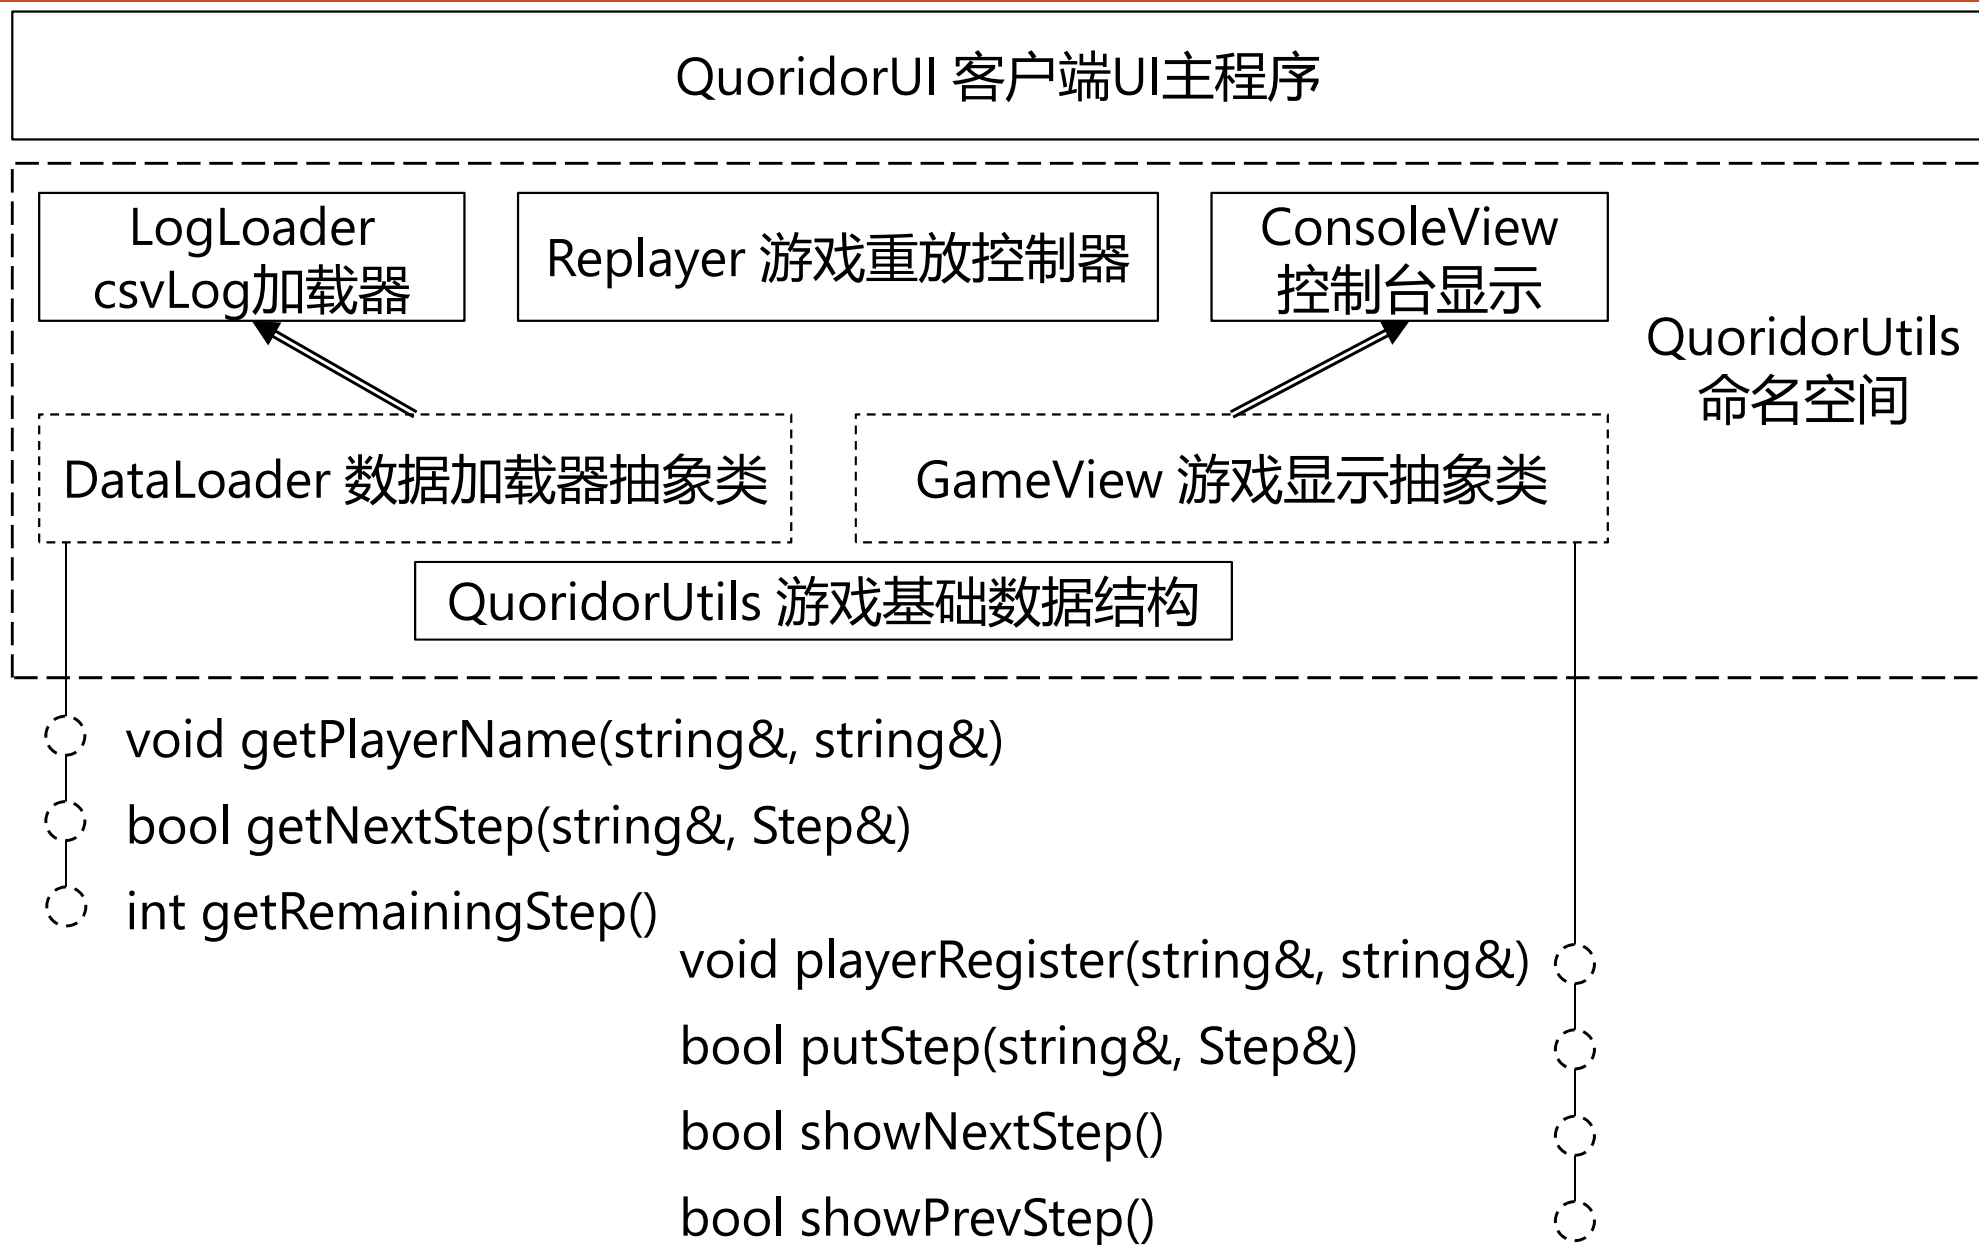 QuoridorUI 客户端UI主程序
LogLoader
csvLog加载器
Replayer 游戏重放控制器
ConsoleView
控制台显示
QuoridorUtils
命名空间
DataLoader 数据加载器抽象类
GameView 游戏显示抽象类
QuoridorUtils 游戏基础数据结构
void getPlayerName(string&, string&)
bool getNextStep(string&, Step&)
int getRemainingStep()
void playerRegister(string&, string&)
bool putStep(string&, Step&)
bool showNextStep()
bool showPrevStep()